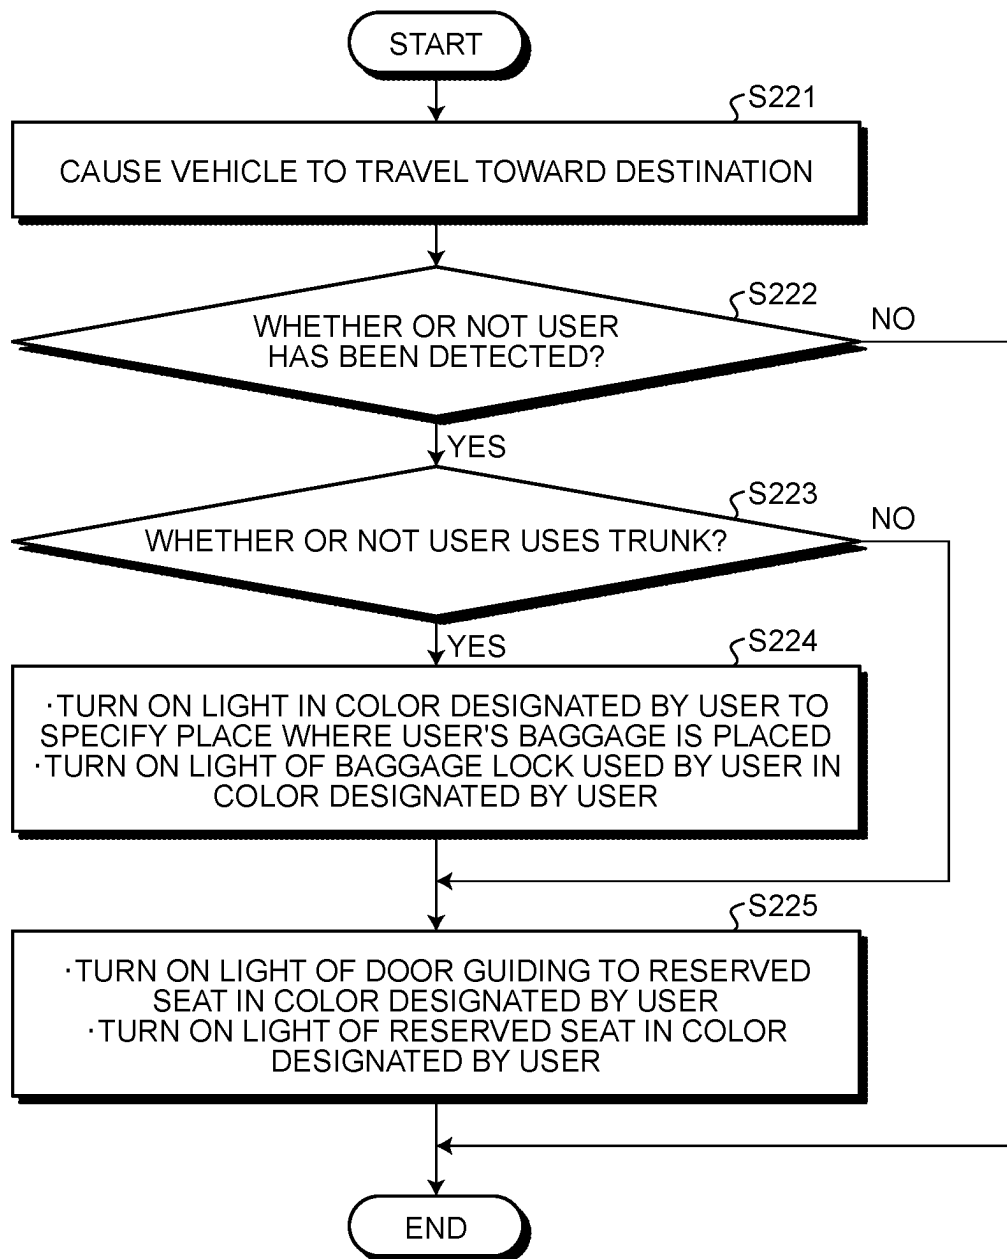 START
S221
CAUSE VEHICLE TO TRAVEL TOWARD DESTINATION
S222
WHETHER OR NOT USER
HAS BEEN DETECTED?
NO
YES
S223
WHETHER OR NOT USER USES TRUNK?
NO
YES
S224
·TURN ON LIGHT IN COLOR DESIGNATED BY USER TO
SPECIFY PLACE WHERE USER'S BAGGAGE IS PLACED
·TURN ON LIGHT OF BAGGAGE LOCK USED BY USER IN
COLOR DESIGNATED BY USER
S225
·TURN ON LIGHT OF DOOR GUIDING TO RESERVED
SEAT IN COLOR DESIGNATED BY USER
·TURN ON LIGHT OF RESERVED SEAT IN COLOR
DESIGNATED BY USER
END